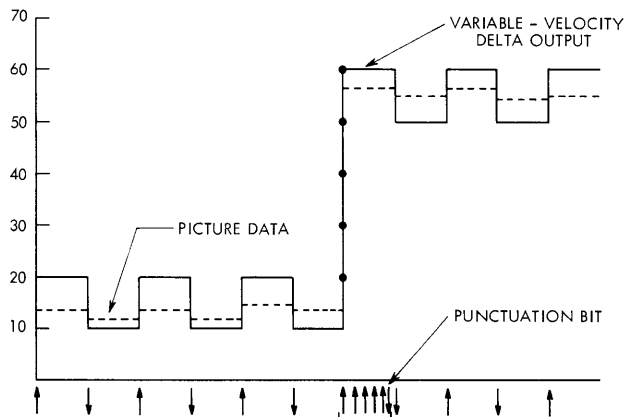 70
VARIABLE - VELOCITY
DELTA OUTPUT
60
50
40
30
PICTURE DATA
20
10
PUNCTUATION BIT